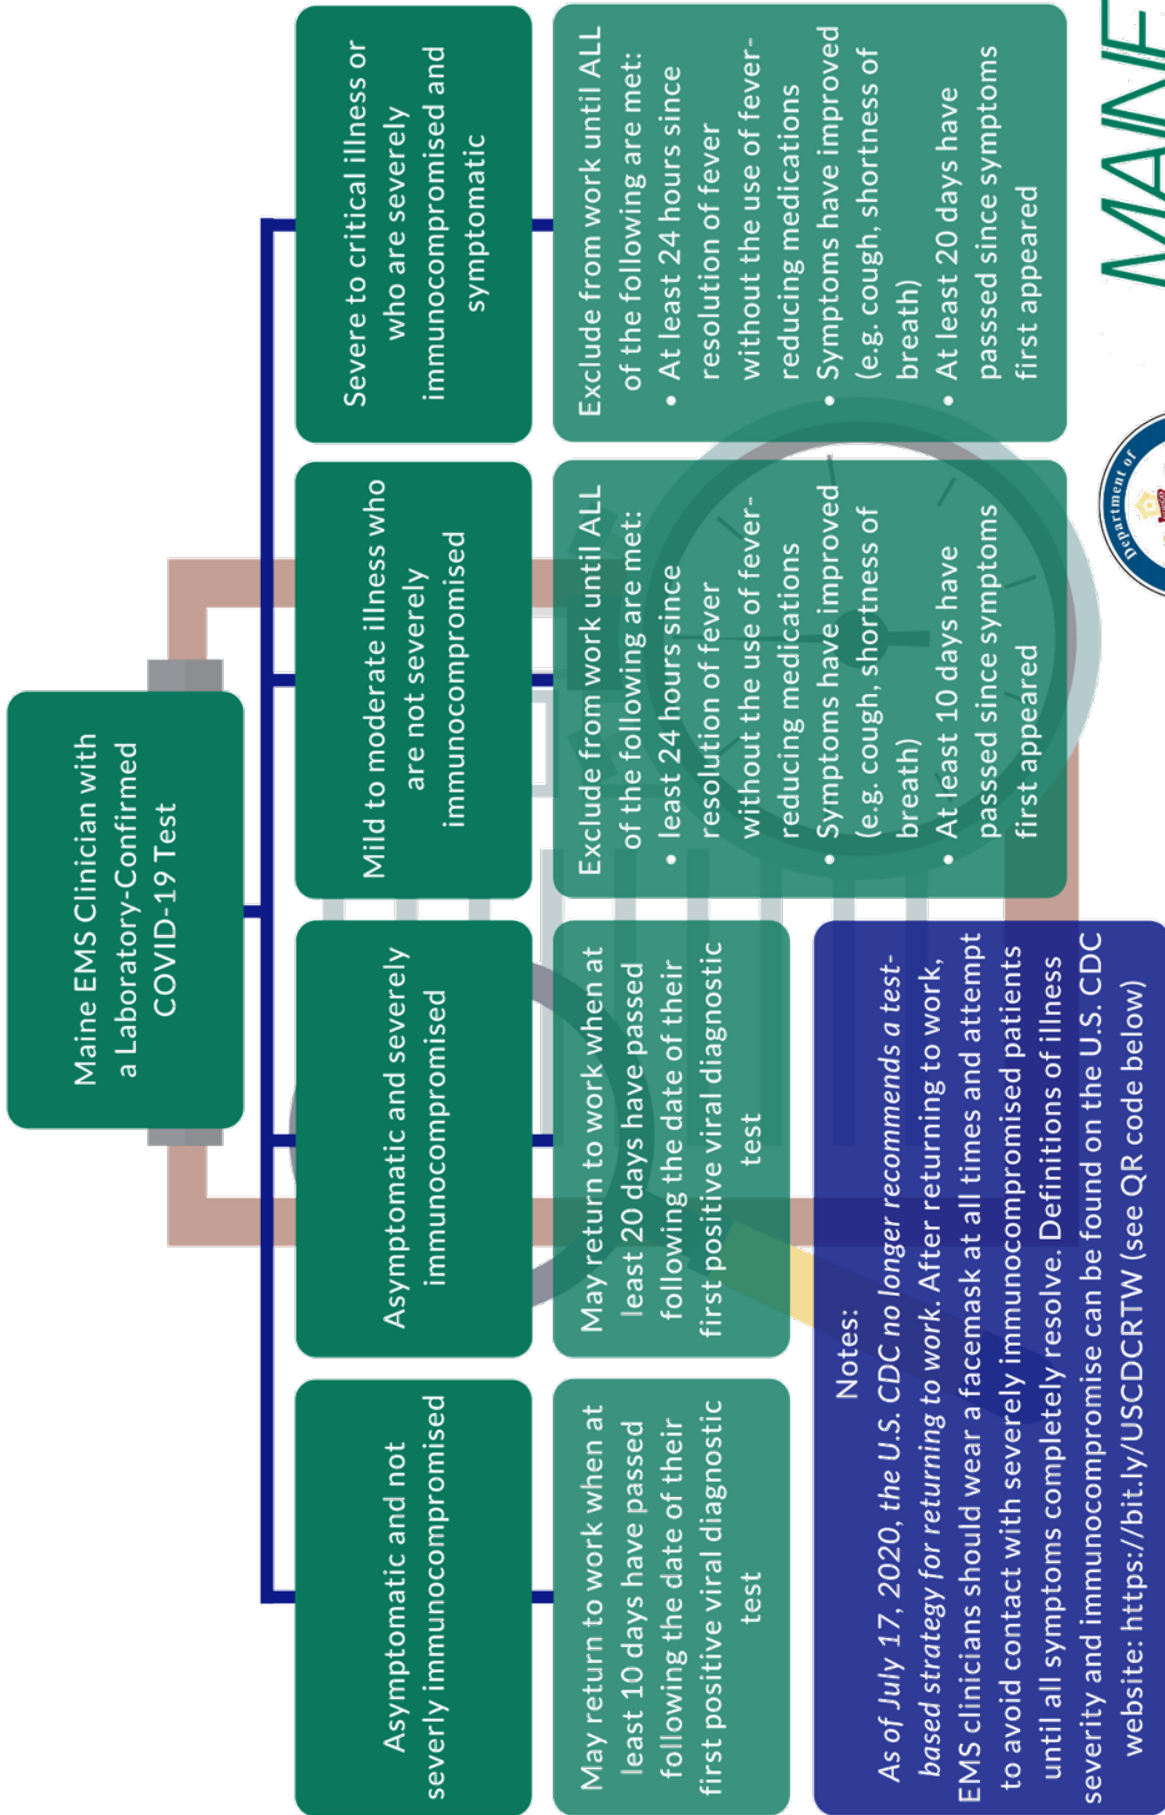 Maine EMS Clinician with
a Laboratory-Confirmed
COVID-19 Test
Asymptomatic and not
severly immunocompromised
May return to work when at
least 10 days have passed
following the date of their
first positive viral diagnostic
test
Asymptomatic and severely
immunocompromised
May return to work when at
least 20 days have passed
following the date of their
first positive viral diagnostic
test
Mild to moderate illness who
are not severely
immunocompromised
Exclude from work until ALL
of the following are met:
• least 24 hours since
resolution of fever
without the use of fever-
reducing medications
• Symptoms have improved
(e.g. cough, shortness of
breath)
• At least 10 days have
passsed since symptoms
first appeared
Severe to critical illness or
who are severely
immunocompromised and
symptomatic
Exclude from work until ALL
of the following are met:
• At least 24 hours since
resolution of fever
without the use of fever-
reducing medications
• Symptoms have improved
(e.g. cough, shortness of
breath)
• At least 20 days have
passsed since symptoms
first appeared
Notes:
As of July 17, 2020, the U.S. CDC no longer recommends a test-
based strategy for returning to work. After returning to work,
EMS clinicians should wear a facemask at all times and attempt
to avoid contact with severely immunocompromised patients
until all symptoms completely resolve. Definitions of illness
severity and immunocompromise can be found on the U.S. CDC
website: https://bit.ly/USCDCRTW (see QR code below)
Department of
MAINE